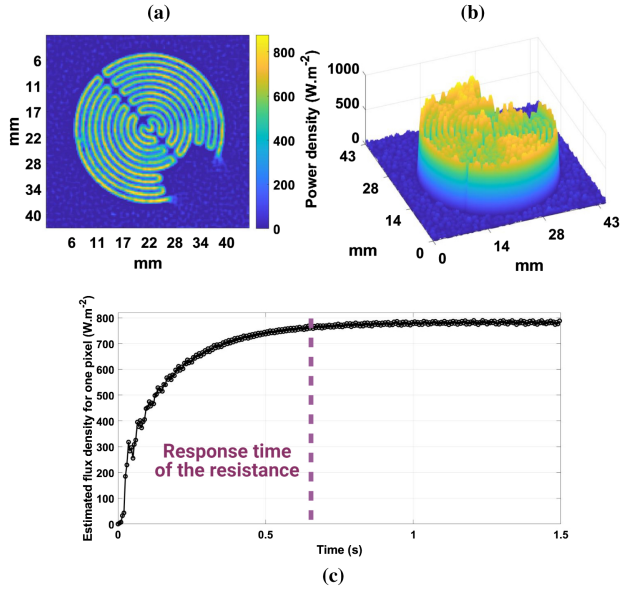 (a)
(b)
6
11
17
20
28
34
40
mm
6 11 17 22 28 34 40
mm
800
600
400
200
0
Power density (W.m-2)
1000
500
0
43
28
14
0
mm
0
14
28
43
mm
Estimated flux density for one pixel (W.m-2)
800
700
600
500
400
300
200
100
0
Response time
of the resistance
0 0.5 1 1.5
Time (s)
(c)